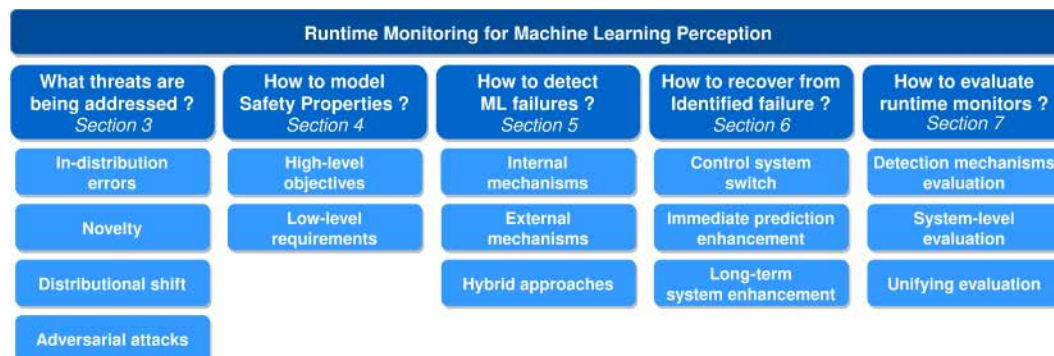 Runtime Monitoring for Machine Learning Perception
What threats are
being addressed ?
Section 3
In-distribution
errors
Novelty
Distributional shift
Adversarial attacks
How to model
Safety Properties ?
Section 4
High-level
objectives
Low-level
requirements
How to detect
ML failures ?
Section 5
Internal
mechanisms
External
mechanisms
Hybrid approaches
How to recover from
Identified failure ?
Section 6
Control system
switch
Immediate prediction
enhancement
Long-term
system enhancement
How to evaluate
runtime monitors ?
Section 7
Detection mechanisms
evaluation
System-level
evaluation
Unifying evaluation